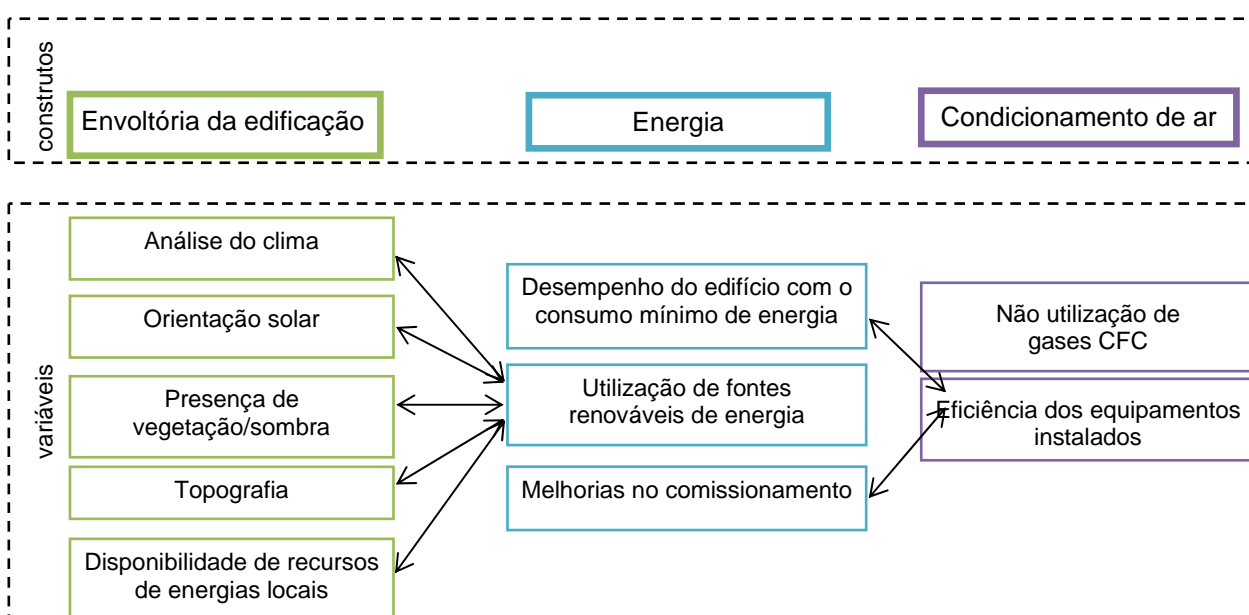 construtos
Envoltória da edificação
Energia
Condicionamento de ar
variáveis
Análise do clima
Orientação solar
Presença de
vegetação/sombra
Topografia
Disponibilidade de recursos
de energias locais
Desempenho do edifício com o
consumo mínimo de energia
Utilização de fontes
renováveis de energia
Melhorias no comissionamento
Não utilização de
gases CFC
Eficiência dos equipamentos
instalados